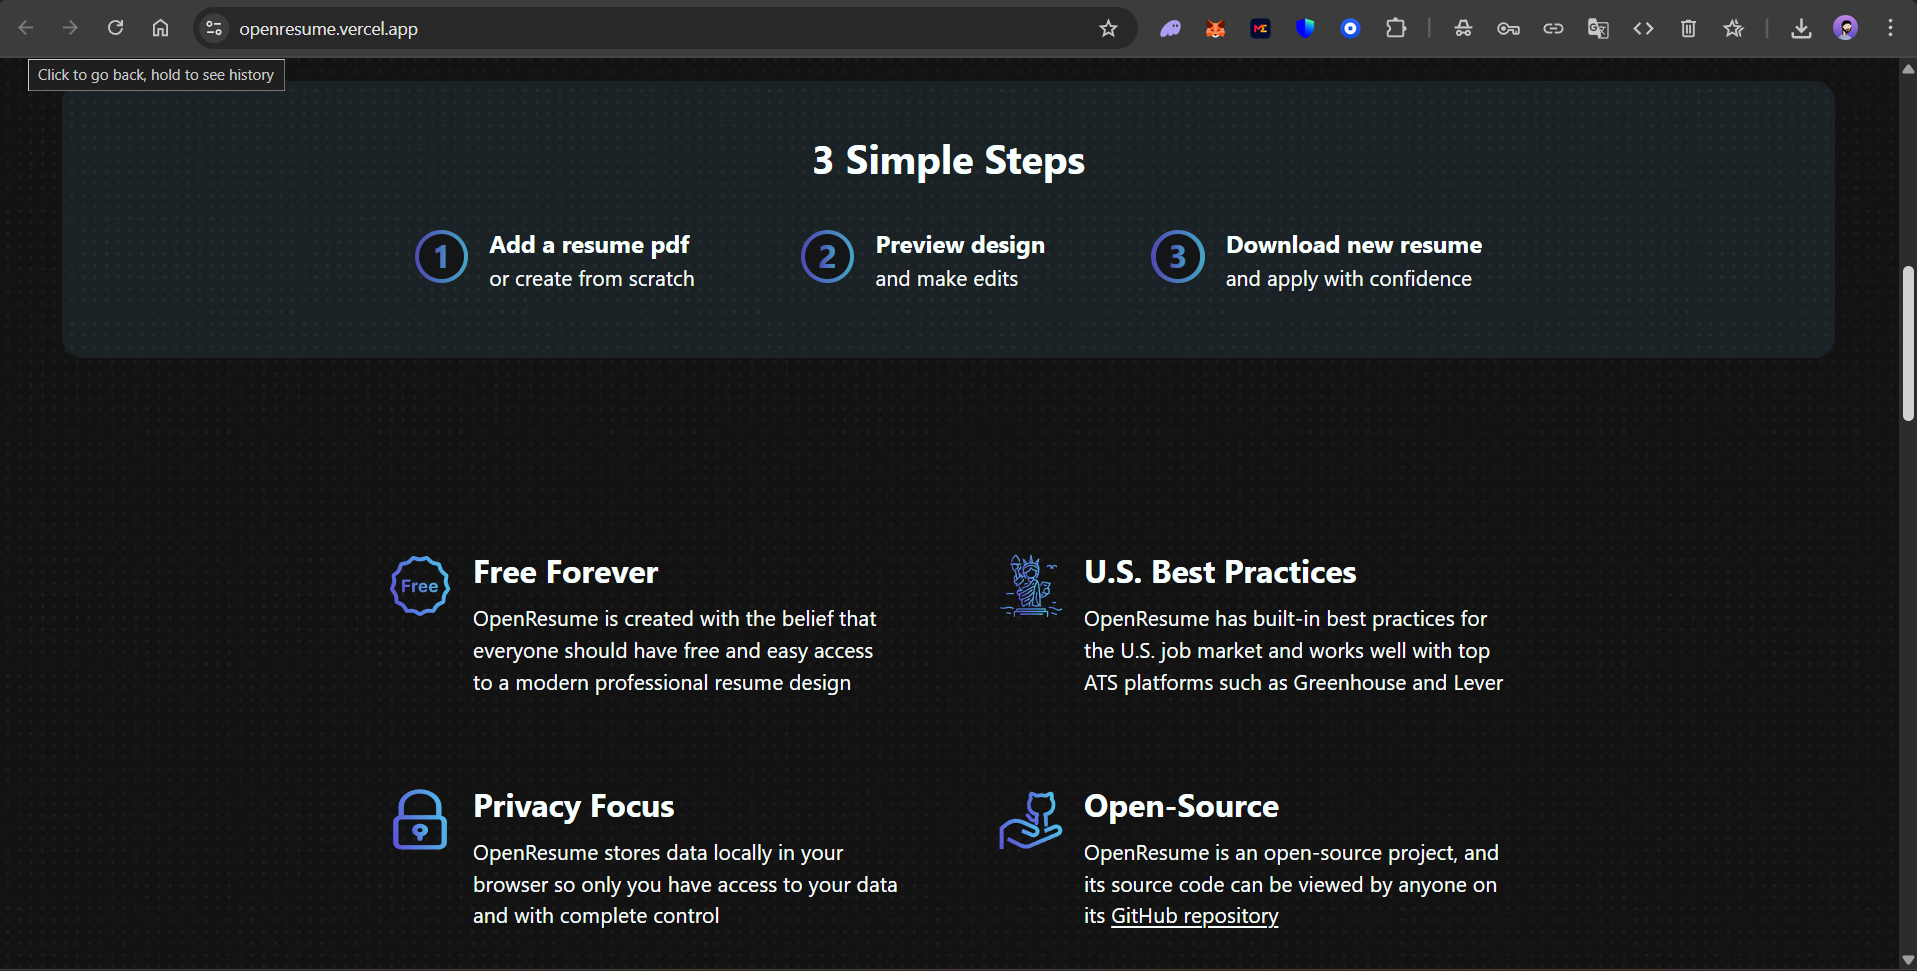 openresume.vercel.app
Click to go back, hold to see history
3 Simple Steps
1
Add a resume pdf
or create from scratch
2
Preview design
and make edits
3
Download new resume
and apply with confidence
Free
Free Forever
OpenResume is created with the belief that
everyone should have free and easy access
to a modern professional resume design
U.S. Best Practices
OpenResume has built-in best practices for
the U.S. job market and works well with top
ATS platforms such as Greenhouse and Lever
Privacy Focus
OpenResume stores data locally in your
browser so only you have access to your data
and with complete control
Open-Source
OpenResume is an open-source project, and
its source code can be viewed by anyone on
its GitHub repository